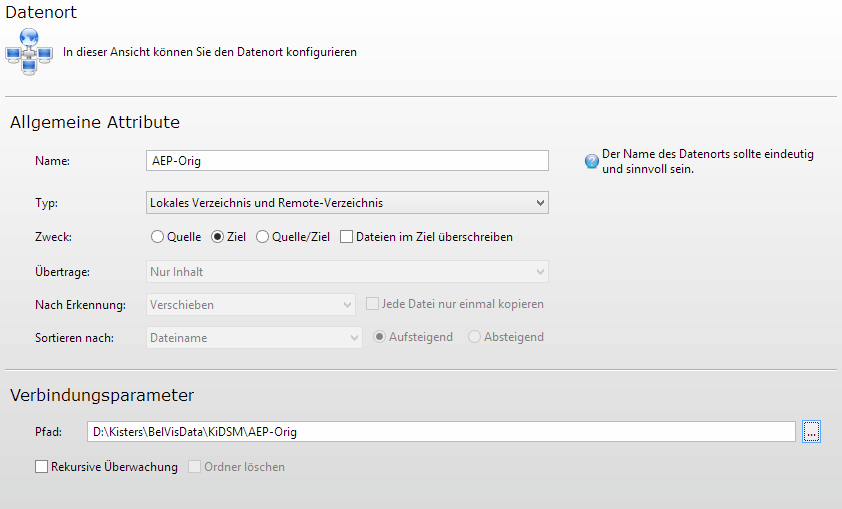 Datenort
In dieser Ansicht können Sie den Datenort konfigurieren
Allgemeine Attribute
Name: AEP-Orig
Der Name des Datenorts sollte eindeutig
und sinnvoll sein.
Typ: Lokales Verzeichnis und Remote-Verzeichnis
Zweck: Quelle Ziel Quelle/Ziel Dateien im Ziel überschreiben
Übertrage: Nur Inhalt
Nach Erkennung: Verschieben Jede Datei nur einmal kopieren
Sortieren nach: Dateiname Aufsteigend Absteigend
Verbindungsparameter
Pfad: D:\Kisters\BelVisData\KiDSM\AEP-Orig ...
Rekursive Überwachung Ordner löschen